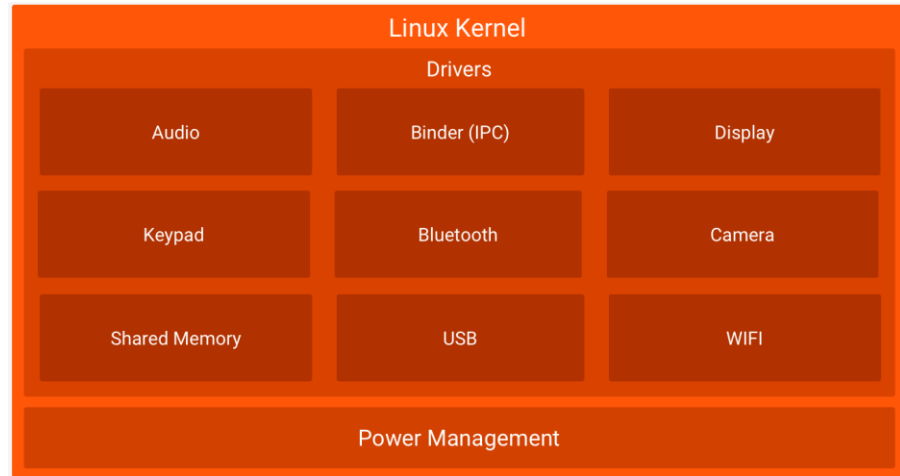 Linux Kernel
Drivers
Audio
Binder (IPC)
Display
Keypad
Bluetooth
Camera
Shared Memory
USB
WIFI
Power Management